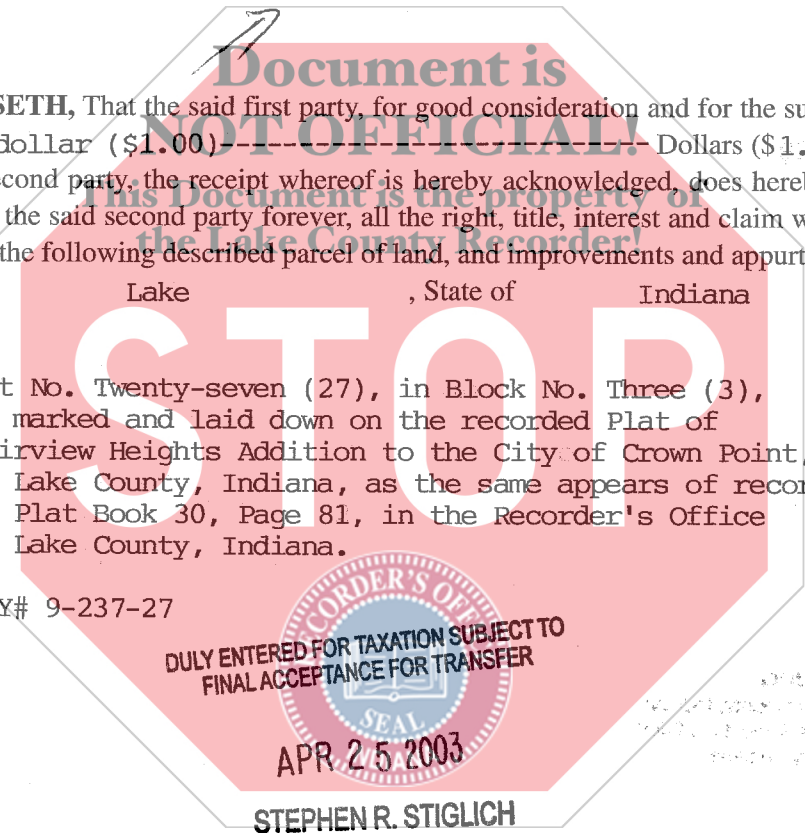 Document is
SETH, That the said first party, for good consideration and for the su
NOT OFFICIAL!
dollar ($1.00)--------------------------- Dollars ($ 1.
econd party, the receipt whereof is hereby acknowledged, does hereb
This Document is the property of
the said second party forever, all the right, title, interest and claim w
the Lake County Recorder!
the following described parcel of land, and improvements and appurt
Lake , State of Indiana
STOP
t No. Twenty-seven (27), in Block No. Three (3),
marked and laid down on the recorded Plat of
irview Heights Addition to the City of Crown Point,
Lake County, Indiana, as the same appears of recor
Plat Book 30, Page 81, in the Recorder's Office
Lake County, Indiana.
Y# 9-237-27
RECORDER'S OFF
DULY ENTERED FOR TAXATION SUBJECT TO
FINAL ACCEPTANCE FOR TRANSFER
SEAL
APR 25 2003
STEPHEN R. STIGLICH